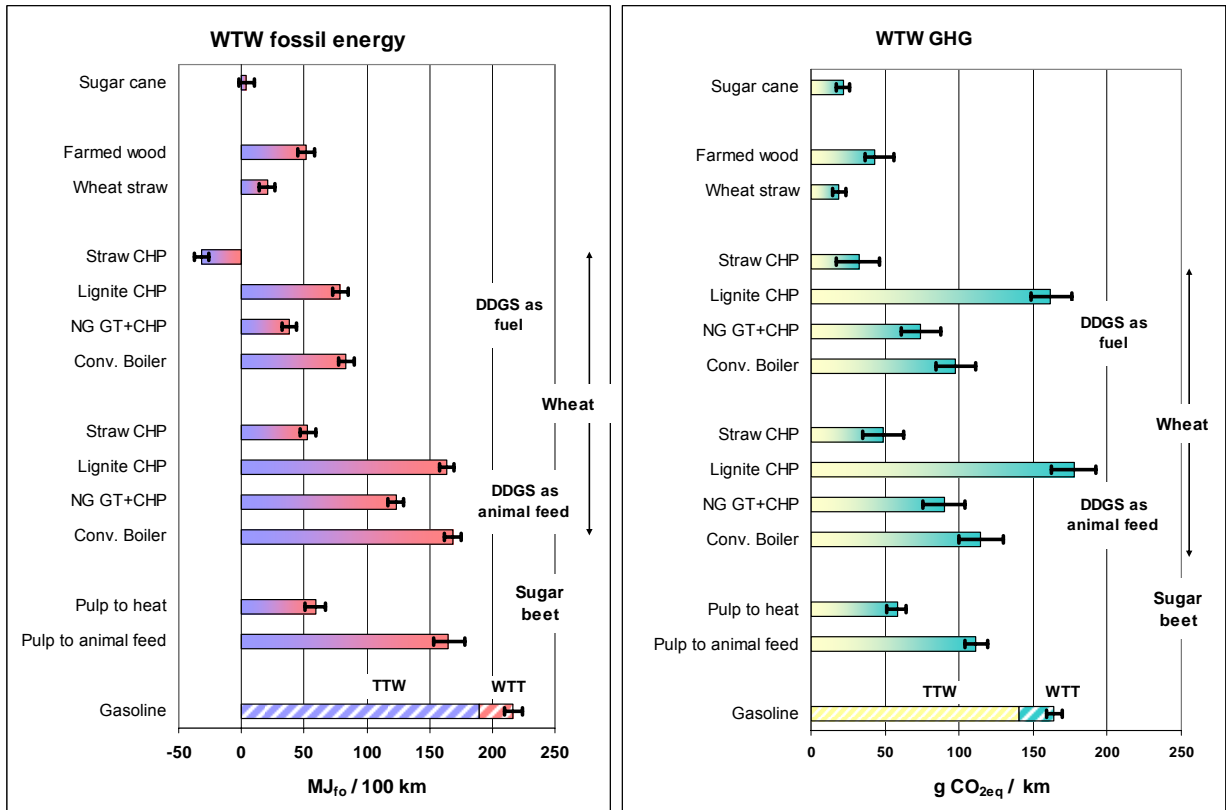 WTW fossil energy
Sugar cane
Farmed wood
Wheat straw
Straw CHP
Lignite CHP
DDGS as
fuel
NG GT+CHP
Conv. Boiler
Wheat
Straw CHP
Lignite CHP
DDGS as
animal feed
NG GT+CHP
Conv. Boiler
Sugar
beet
Pulp to heat
Pulp to animal feed
TTW WTT
Gasoline
-50 0 50 100 150 200 250
MJfo / 100 km
WTW GHG
Sugar cane
Farmed wood
Wheat straw
Straw CHP
Lignite CHP
DDGS as
fuel
NG GT+CHP
Conv. Boiler
Wheat
Straw CHP
Lignite CHP
DDGS as
animal feed
NG GT+CHP
Conv. Boiler
Sugar
beet
Pulp to heat
Pulp to animal feed
TTW WTT
Gasoline
0 50 100 150 200 250
g CO2eq / km